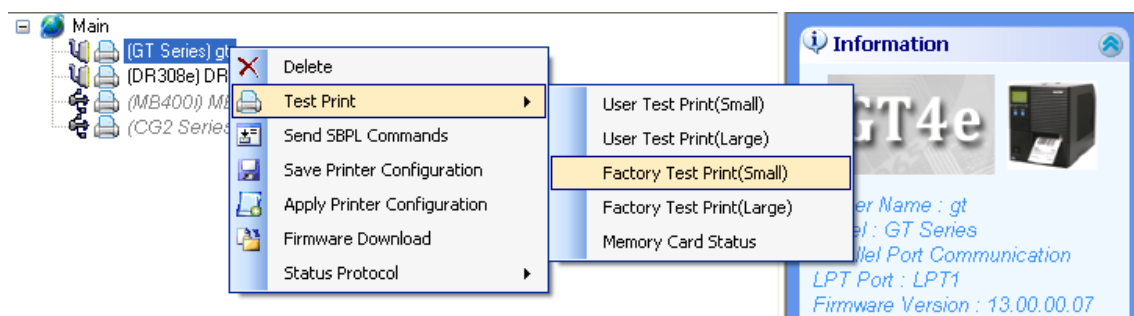 Main
(GT Series) gt
(DR308e) DR
(MB400i)
(CG2 Series
Delete
Test Print
Send SBPL Commands
Save Printer Configuration
Apply Printer Configuration
Firmware Download
Status Protocol
User Test Print(Small)
User Test Print(Large)
Factory Test Print(Small)
Factory Test Print(Large)
Memory Card Status
Information
GT4e
Name : gt
: GT Series
Port Communication
LPT Port : LPT1
Firmware Version : 13.00.00.07